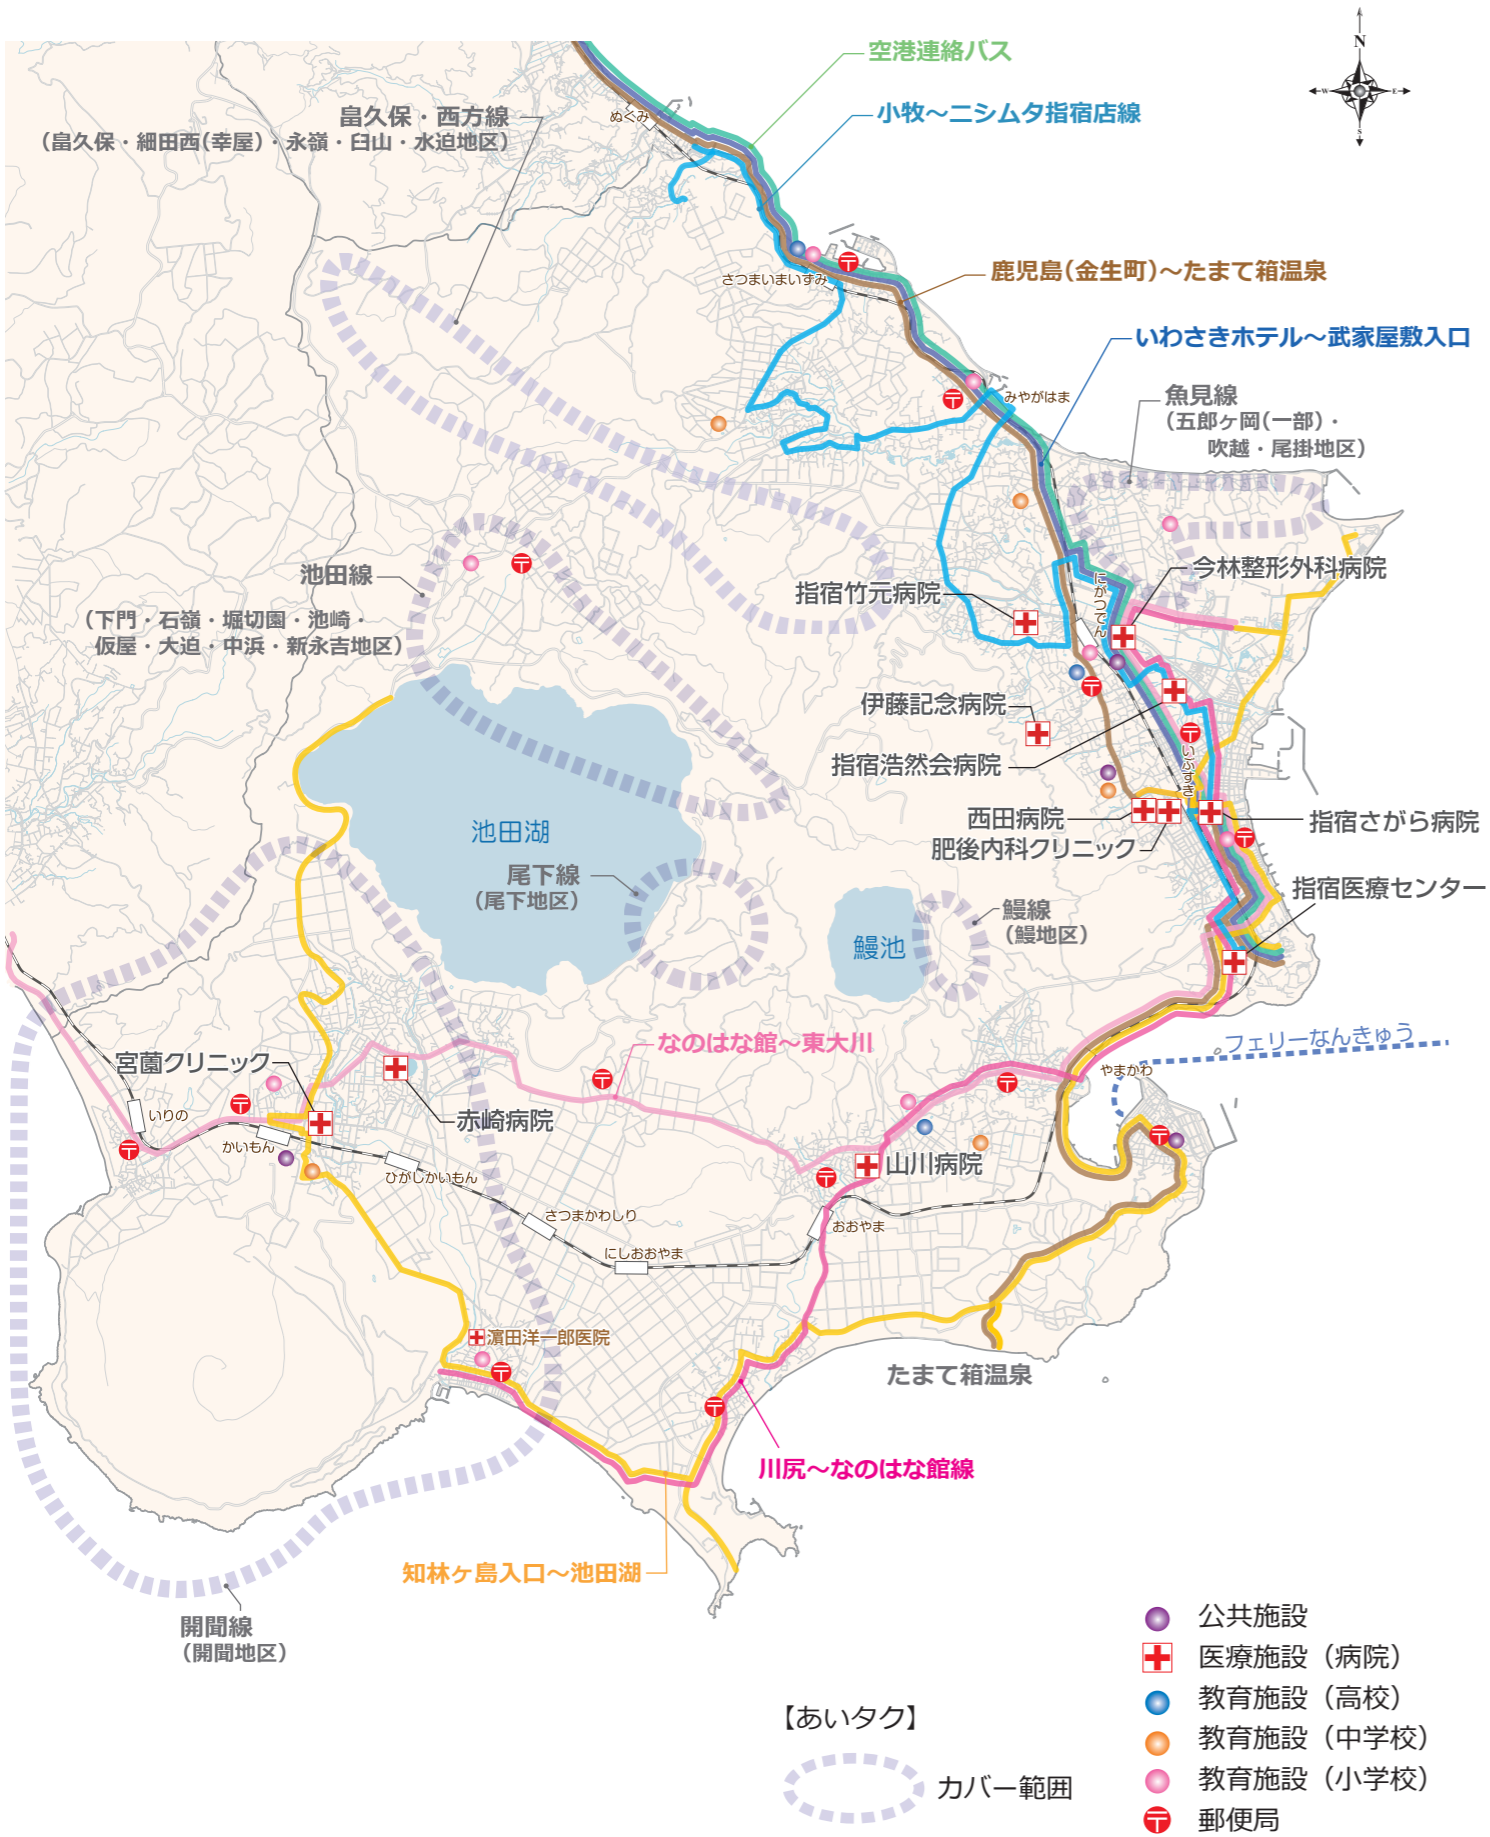 N
W
E
S
空港連絡バス
小牧～ニシムタ指宿店線
畠久保・西方線
（畠久保・細田西(幸屋)・永嶺・臼山・水迫地区）
ぬくみ
さつまいまいずみ
鹿児島(金生町)～たまて箱温泉
いわさきホテル～武家屋敷入口
みやがはま
魚見線
（五郎ヶ岡(一部)・
吹越・尾掛地区）
池田線
（下門・石嶺・堀切園・池崎・
仮屋・大迫・中浜・新永吉地区）
指宿竹元病院
にがつでん
今林整形外科病院
伊藤記念病院
指宿浩然会病院
いぶすき
西田病院
肥後内科クリニック
指宿さがら病院
指宿医療センター
池田湖
尾下線
（尾下地区）
鰻池
鰻線
（鰻地区）
フェリーなんきゅう
やまかわ
なのはな館～東大川
宮薗クリニック
赤崎病院
いりの
かいもん
ひがしかいもん
さつまかわしり
にしおおやま
おおやま
山川病院
濵田洋一郎医院
たまて箱温泉
川尻～なのはな館線
知林ヶ島入口～池田湖
開聞線
（開聞地区）
【あいタク】
カバー範囲
公共施設
医療施設（病院）
教育施設（高校）
教育施設（中学校）
教育施設（小学校）
郵便局